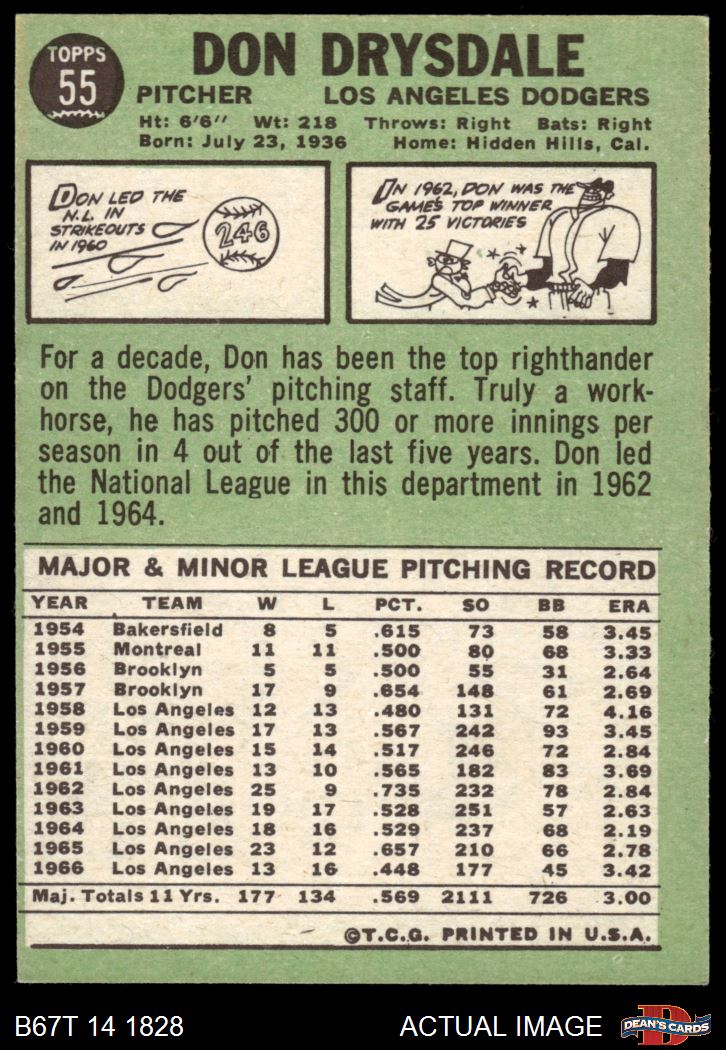 TOPPS
55
DON DRYSDALE
PITCHER LOS ANGELES DODGERS
Ht: 6'6" Wt: 218 Throws: Right Bats: Right
Born: July 23, 1936 Home: Hidden Hills, Cal.
DON LED THE
N.L. IN
STRIKEOUTS
IN 1960
246
IN 1962, DON WAS THE
GAME'S TOP WINNER
WITH 25 VICTORIES
For a decade, Don has been the top righthander
on the Dodgers' pitching staff. Truly a work-
horse, he has pitched 300 or more innings per
season in 4 out of the last five years. Don led
the National League in this department in 1962
and 1964.
MAJOR & MINOR LEAGUE PITCHING RECORD
YEAR TEAM W L PCT. SO BB ERA
1954 Bakersfield 8 5 .615 73 58 3.45
1955 Montreal 11 11 .500 80 68 3.33
1956 Brooklyn 5 5 .500 55 31 2.64
1957 Brooklyn 17 9 .654 148 61 2.69
1958 Los Angeles 12 13 .480 131 72 4.16
1959 Los Angeles 17 13 .567 242 93 3.45
1960 Los Angeles 15 14 .517 246 72 2.84
1961 Los Angeles 13 10 .565 182 83 3.69
1962 Los Angeles 25 9 .735 232 78 2.84
1963 Los Angeles 19 17 .528 251 57 2.63
1964 Los Angeles 18 16 .529 237 68 2.19
1965 Los Angeles 23 12 .657 210 66 2.78
1966 Los Angeles 13 16 .448 177 45 3.42
Maj. Totals 11 Yrs. 177 134 .569 2111 726 3.00
©T.C.G. PRINTED IN U.S.A.
B67T 14 1828 ACTUAL IMAGE
D
DEAN'S CARDS